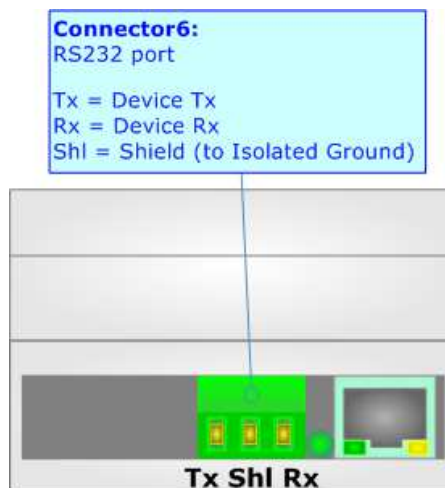 Connector6:
RS232 port
Tx = Device Tx
Rx = Device Rx
Shl = Shield (to Isolated Ground)
Tx Shl Rx